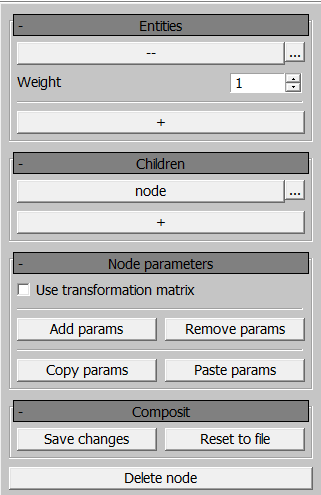 - Entities
-- ...
Weight 1
+
- Children
node ...
+
- Node parameters
Use transformation matrix
Add params Remove params
Copy params Paste params
- Composit
Save changes Reset to file
Delete node